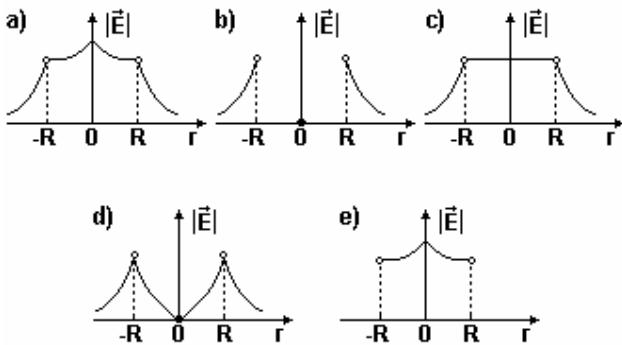 a) |E⃗| b) |E⃗| c) |E⃗|
-R 0 R r -R 0 R r -R 0 R r
d) |E⃗| e) |E⃗|
-R 0 R r -R 0 R r